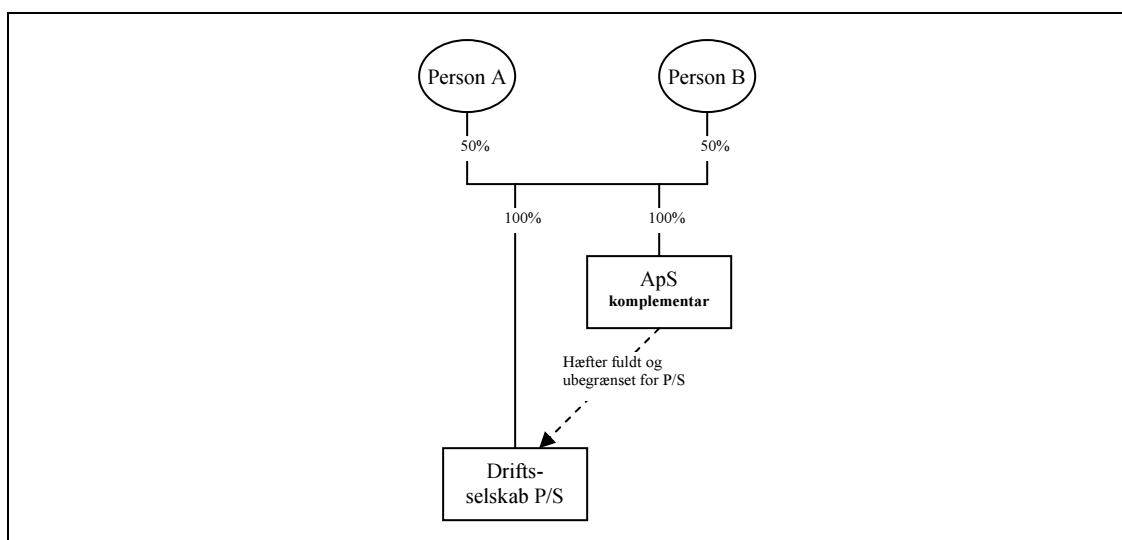 Person A
Person B
50%
50%
100%
100%
ApS
komplementar
Hæfter fuldt og
ubegrænset for P/S
Drifts-
selskab P/S